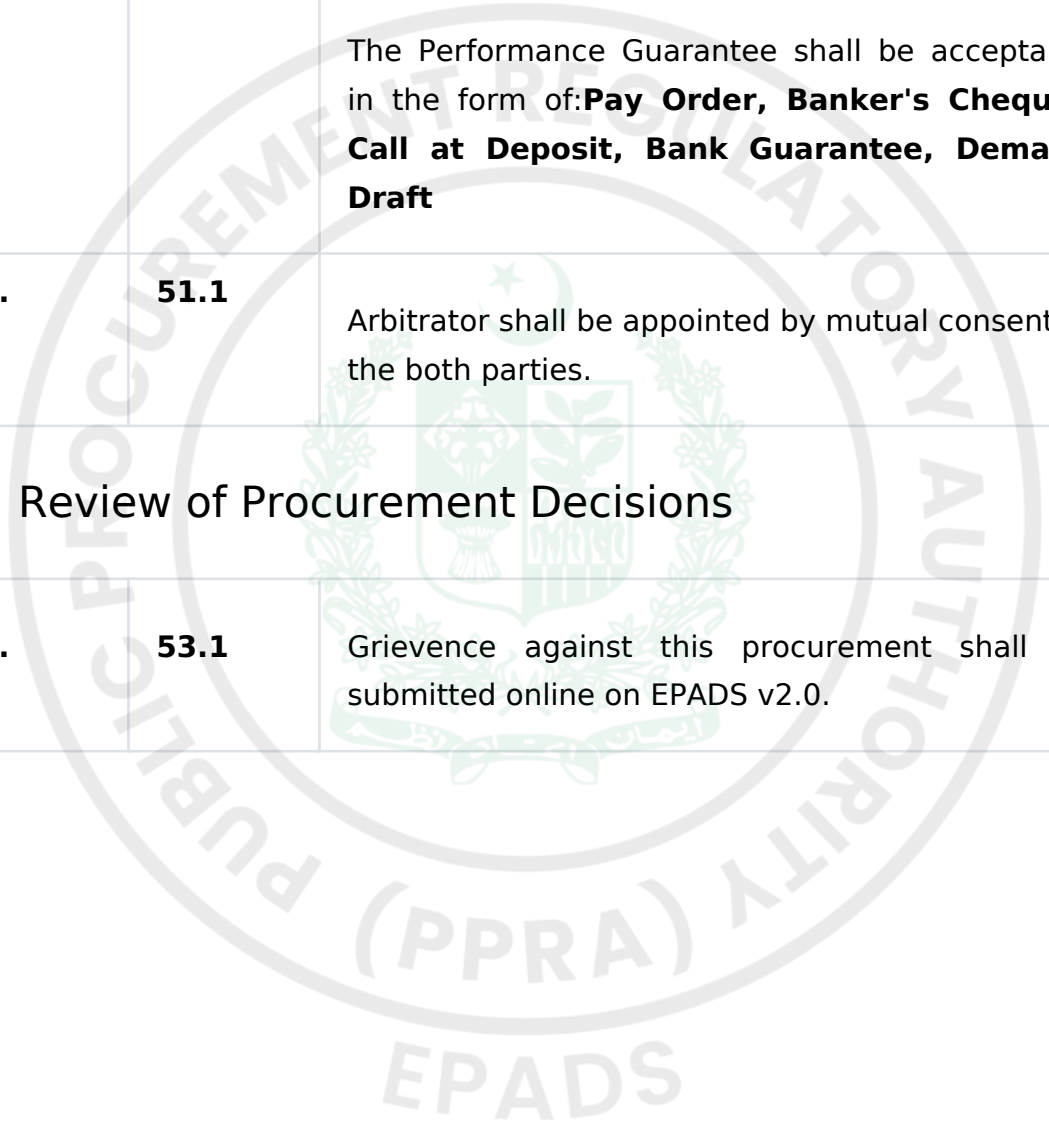 The Performance Guarantee shall be accepta
in the form of:Pay Order, Banker's Chequ
Call at Deposit, Bank Guarantee, Dema
Draft
. 51.1
Arbitrator shall be appointed by mutual consent
the both parties.
Review of Procurement Decisions
. 53.1 Grievence against this procurement shall
submitted online on EPADS v2.0.
PUBLIC PROCUREMENT REGULATORY AUTHORITY
(PPRA)
EPADS